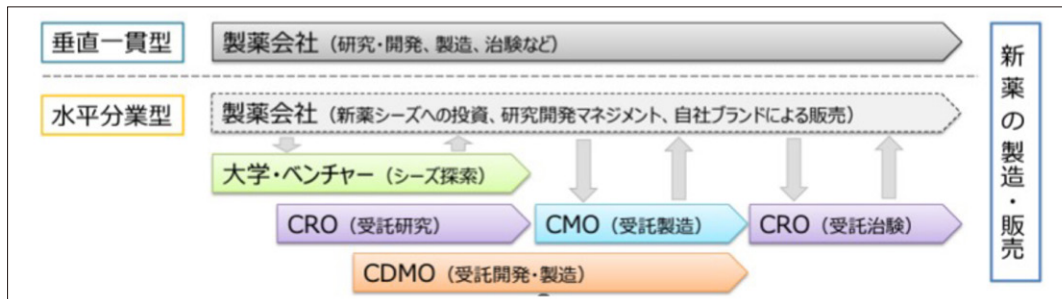 垂直一貫型
製薬会社（研究・開発、製造、治験など）
水平分業型
製薬会社（新薬シーズへの投資、研究開発マネジメント、自社ブランドによる販売）
大学・ベンチャー（シーズ探索）
CRO（受託研究）
CMO（受託製造）
CRO（受託治験）
CDMO（受託開発・製造）
新薬の製造・販売